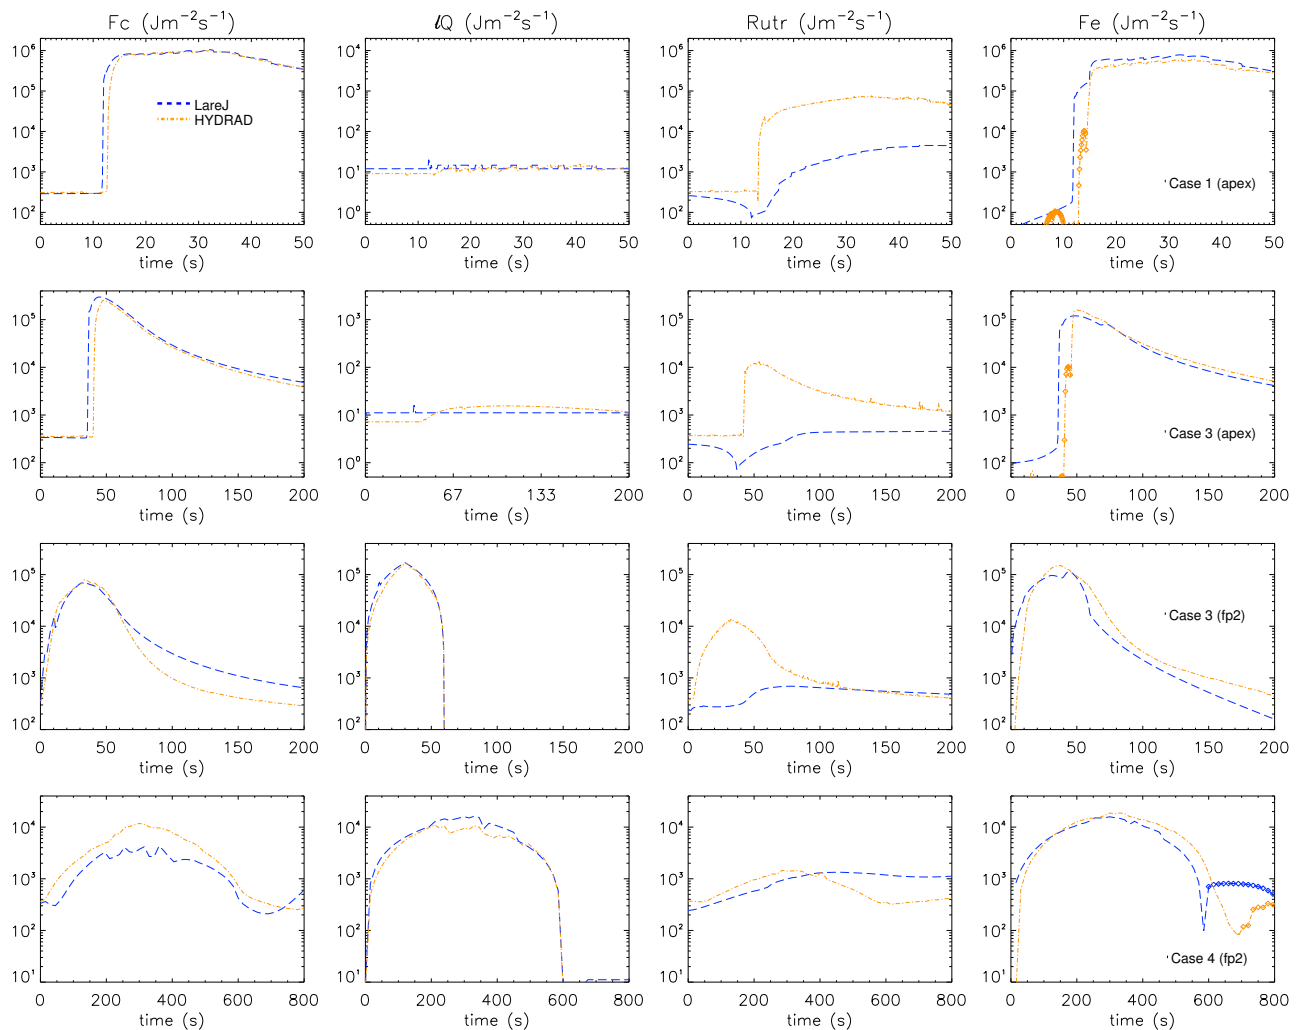 Fc (Jm⁻²s⁻¹) ℓQ (Jm⁻²s⁻¹) Rutr (Jm⁻²s⁻¹) Fe (Jm⁻²s⁻¹)
10⁶ 10⁵ 10⁴ 10³ 10²
LareJ
HYDRAD
0 10 20 30 40 50
time (s)
10⁴ 10³ 10² 10¹ 10⁰
0 10 20 30 40 50
time (s)
10⁶ 10⁵ 10⁴ 10³ 10²
0 10 20 30 40 50
time (s)
10⁶ 10⁵ 10⁴ 10³ 10²
Case 1 (apex)
0 10 20 30 40 50
time (s)
10⁵ 10⁴ 10³ 10²
0 50 100 150 200
time (s)
10³ 10² 10¹ 10⁰
0 67 133 200
time (s)
10⁵ 10⁴ 10³ 10²
0 50 100 150 200
time (s)
10⁵ 10⁴ 10³ 10²
Case 3 (apex)
0 50 100 150 200
time (s)
10⁵ 10⁴ 10³ 10²
0 50 100 150 200
time (s)
10⁵ 10⁴ 10³ 10²
0 50 100 150 200
time (s)
10⁵ 10⁴ 10³ 10²
0 50 100 150 200
time (s)
10⁵ 10⁴ 10³ 10²
Case 3 (fp2)
0 50 100 150 200
time (s)
10⁴ 10³ 10² 10¹
0 200 400 600 800
time (s)
10⁴ 10³ 10² 10¹
0 200 400 600 800
time (s)
10⁴ 10³ 10² 10¹
0 200 400 600 800
time (s)
10⁴ 10³ 10² 10¹
Case 4 (fp2)
0 200 400 600 800
time (s)